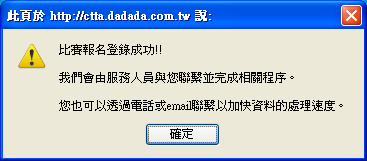 此頁於 http://ctta.dadada.com.tw 說:
比賽報名登錄成功!!
我們會由服務人員與您聯繫並完成相關程序。
您也可以透過電話或email聯繫以加快資料的處理速度。
確定